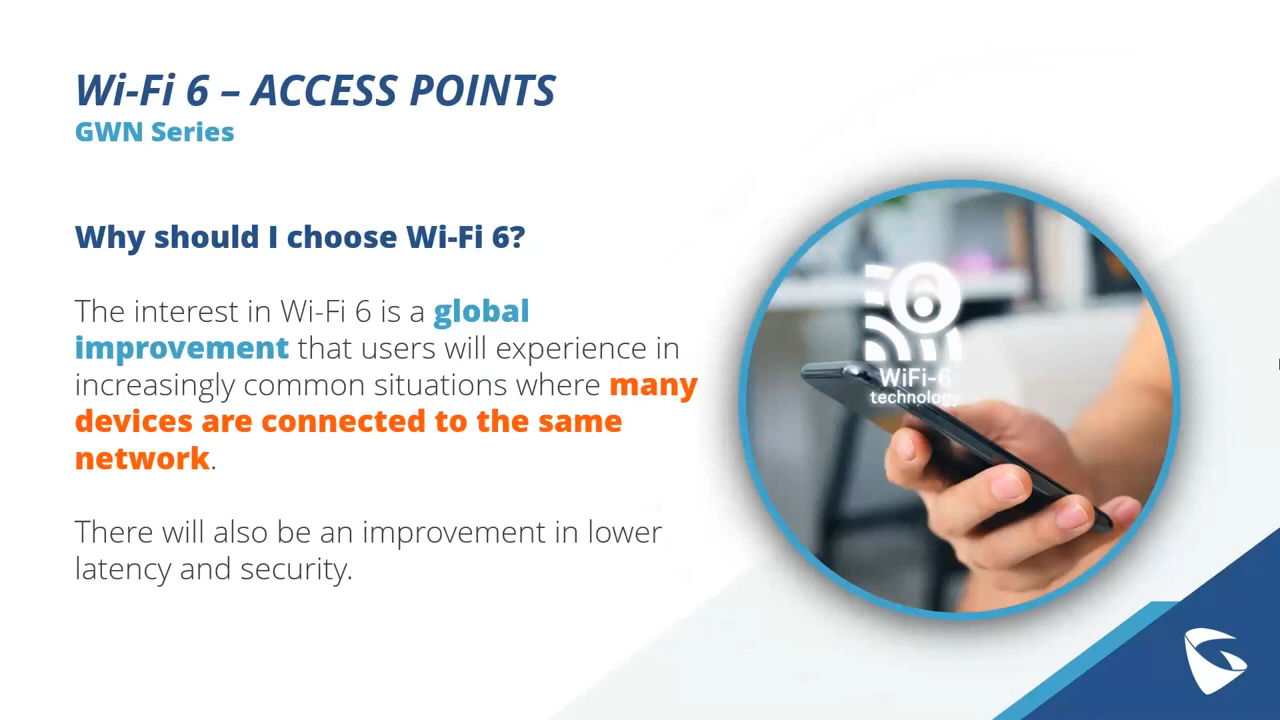 Wi-Fi 6 – ACCESS POINTS
GWN Series
Why should I choose Wi-Fi 6?
The interest in Wi-Fi 6 is a global
improvement that users will experience in
increasingly common situations where many
devices are connected to the same
network.
There will also be an improvement in lower
latency and security.
6
WiFi-6
technology